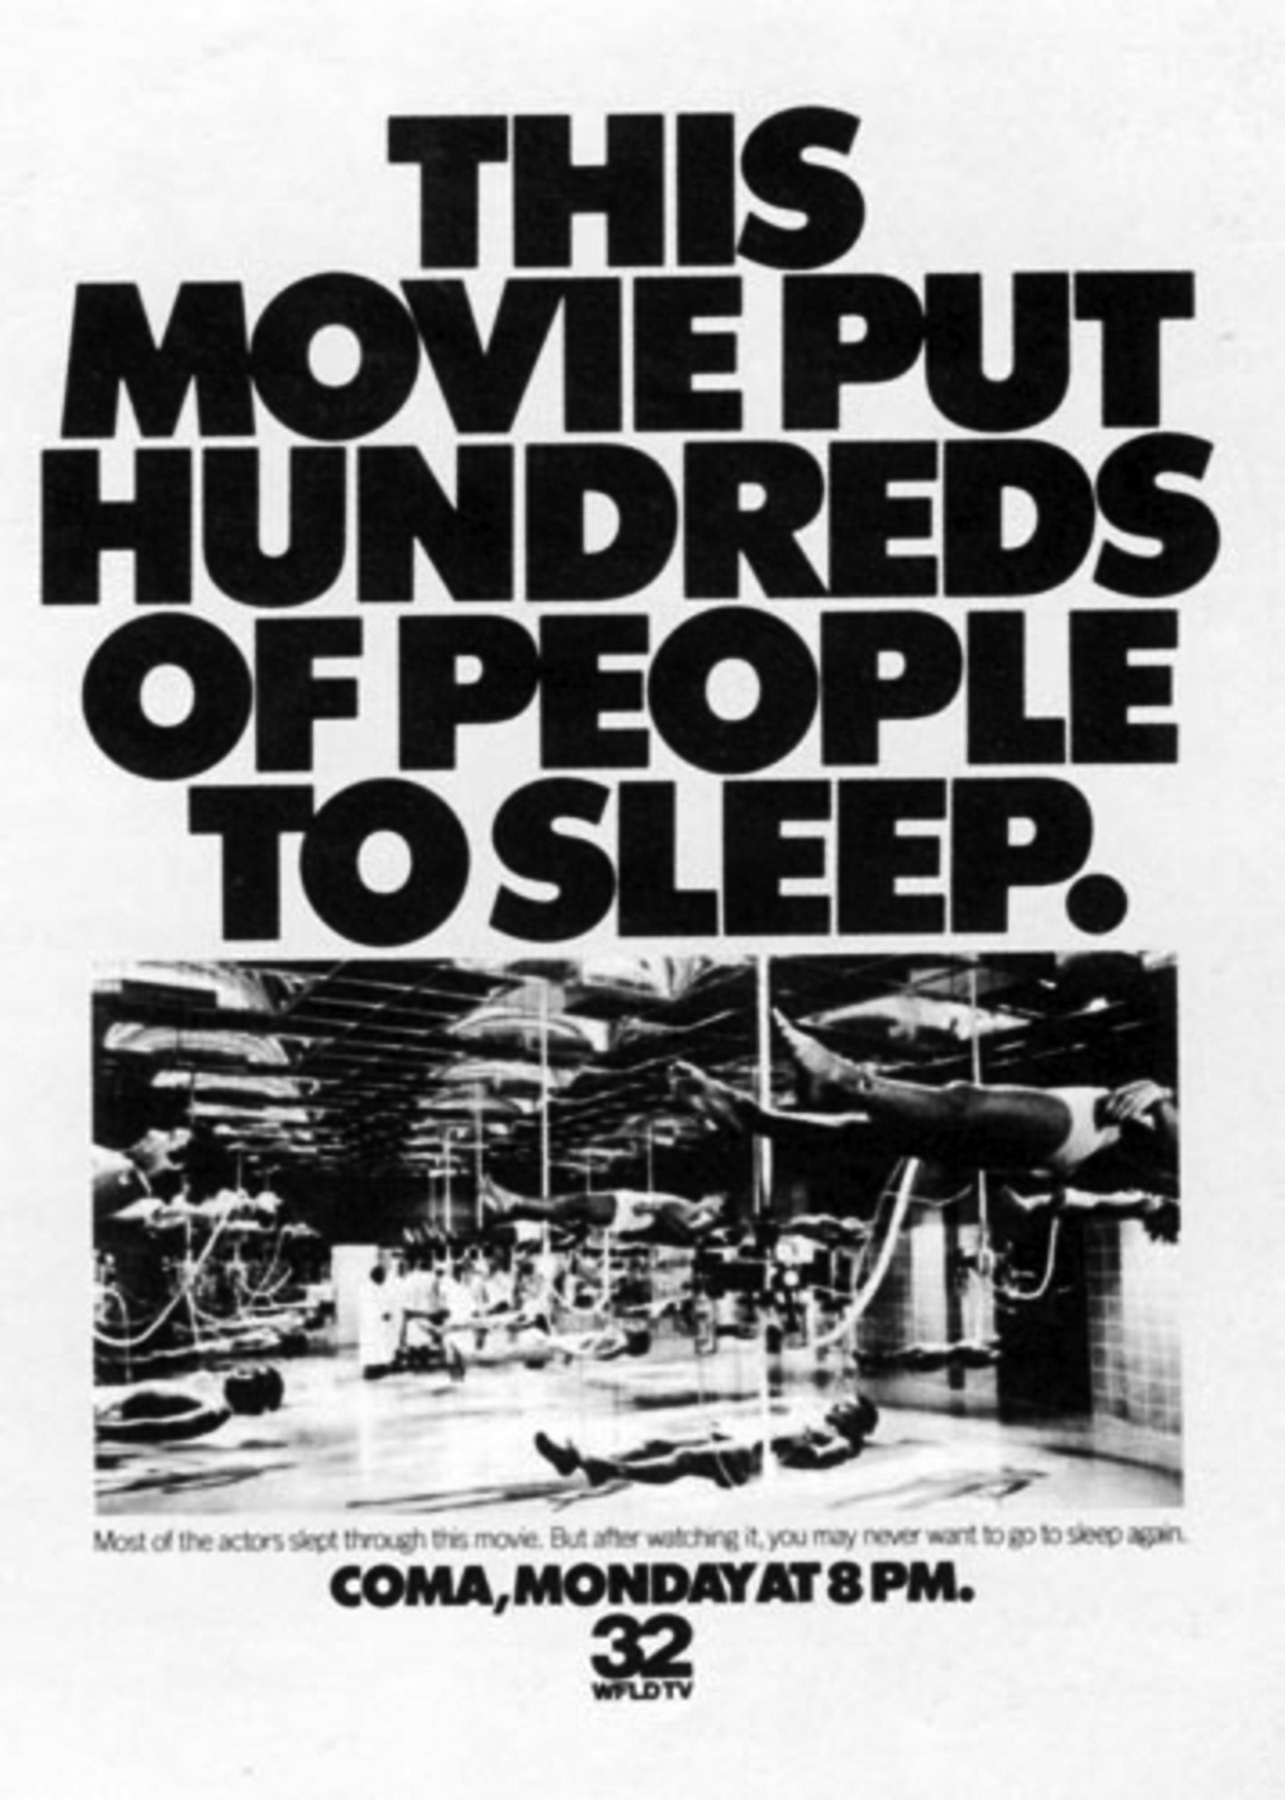 THIS
MOVIE PUT
HUNDREDS
OF PEOPLE
TO SLEEP.
Most of the actors slept through this movie. But after watching it, you may never want to go to sleep again.
COMA, MONDAY AT 8 PM.
32
WFLD TV